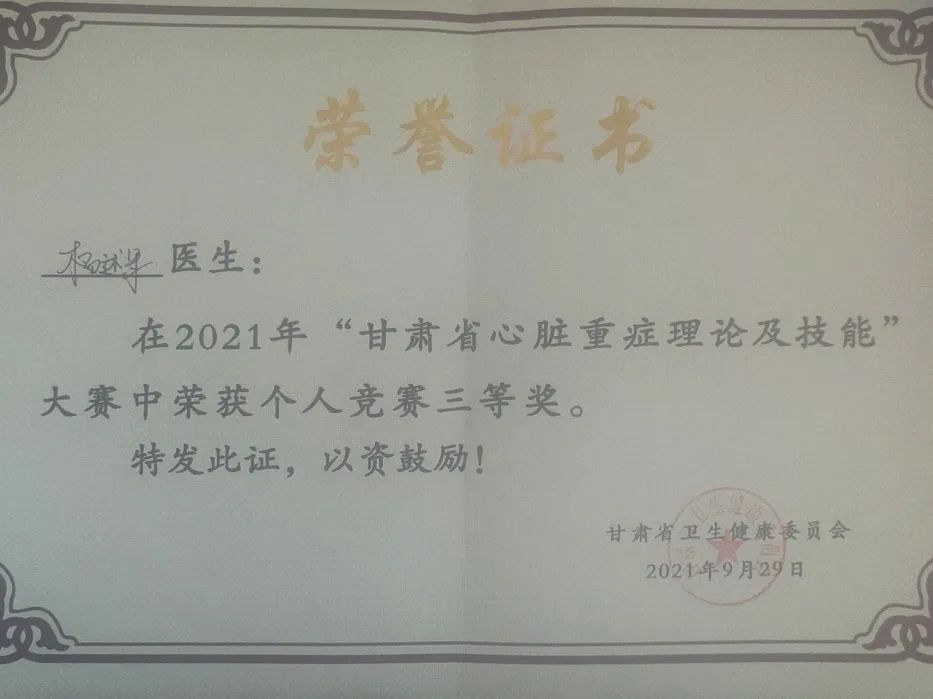 荣誉证书
医生：
在2021年“甘肃省心脏重症理论及技能”
大赛中荣获个人竞赛三等奖。
特发此证，以资鼓励！
甘肃省卫生健康委员会
2021年9月29日